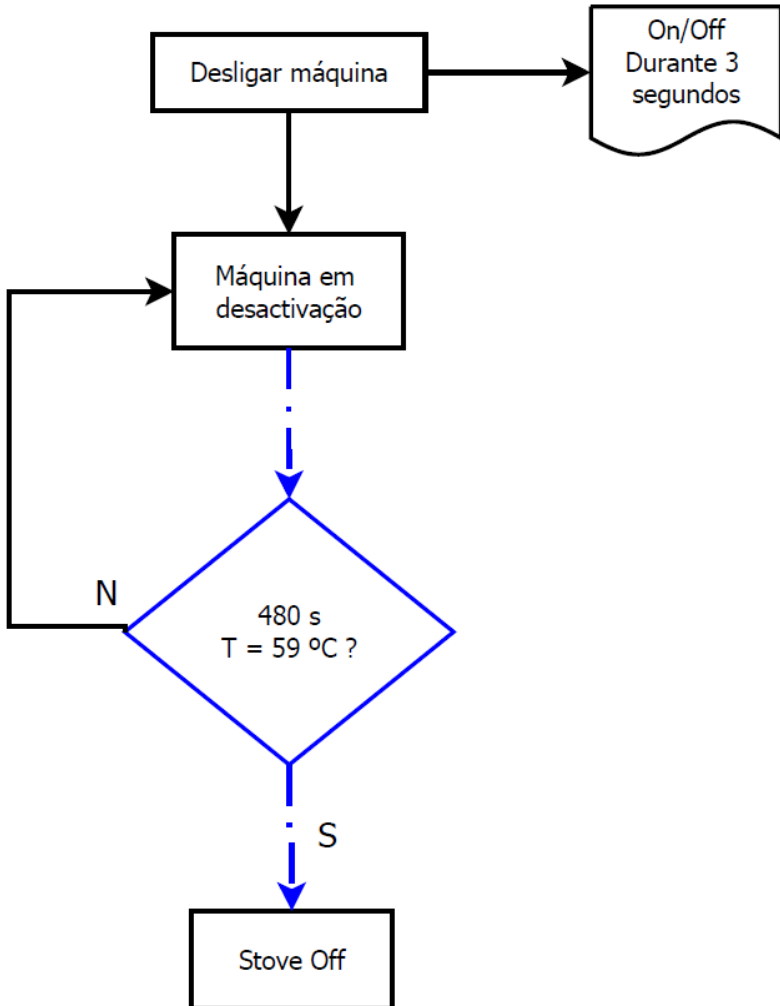 Desligar máquina
On/Off
Durante 3
segundos
Máquina em
desactivação
N
480 s
T = 59 ºC ?
S
Stove Off